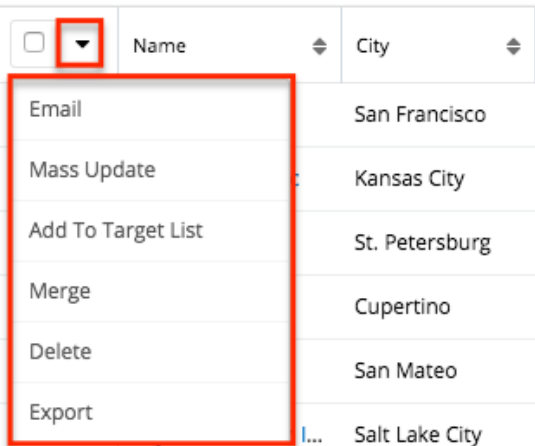 Name City
Email
San Francisco
Mass Update
Kansas City
Add To Target List
St. Petersburg
Merge
Cupertino
Delete
San Mateo
Export
l... Salt Lake City